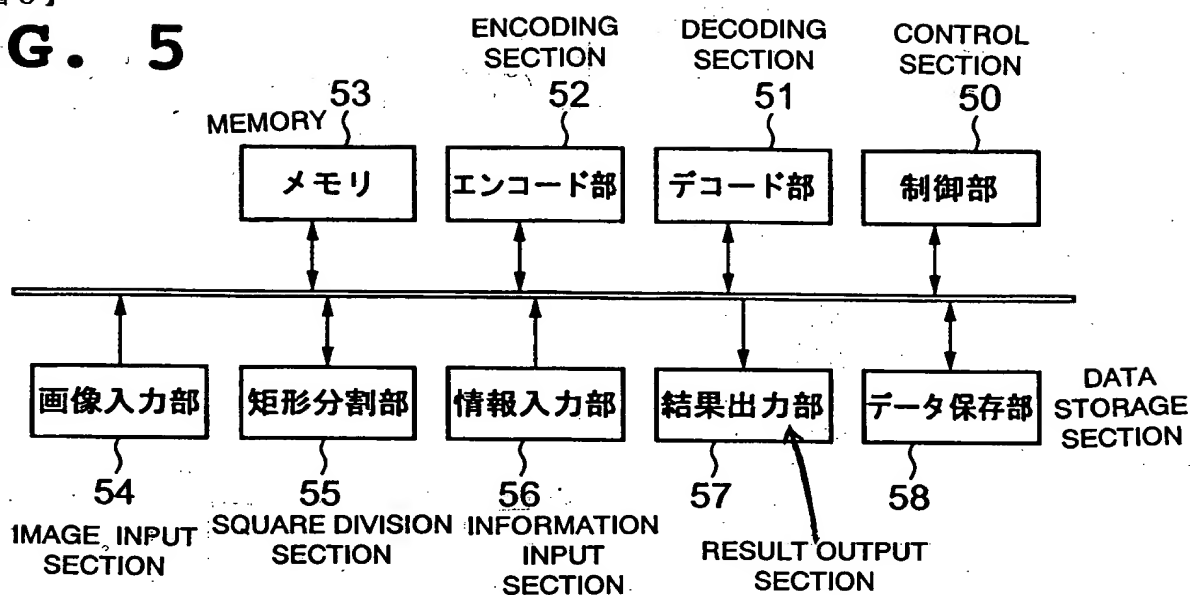 G. 5
MEMORY
53
ENCODING
SECTION
52
DECODING
SECTION
51
CONTROL
SECTION
50
メモリ
エンコード部
デコード部
制御部
画像入力部
矩形分割部
情報入力部
結果出力部
データ保存部
DATA
STORAGE
SECTION
54
IMAGE INPUT
SECTION
55
SQUARE DIVISION
SECTION
56
INFORMATION
INPUT
SECTION
57
RESULT OUTPUT
SECTION
58